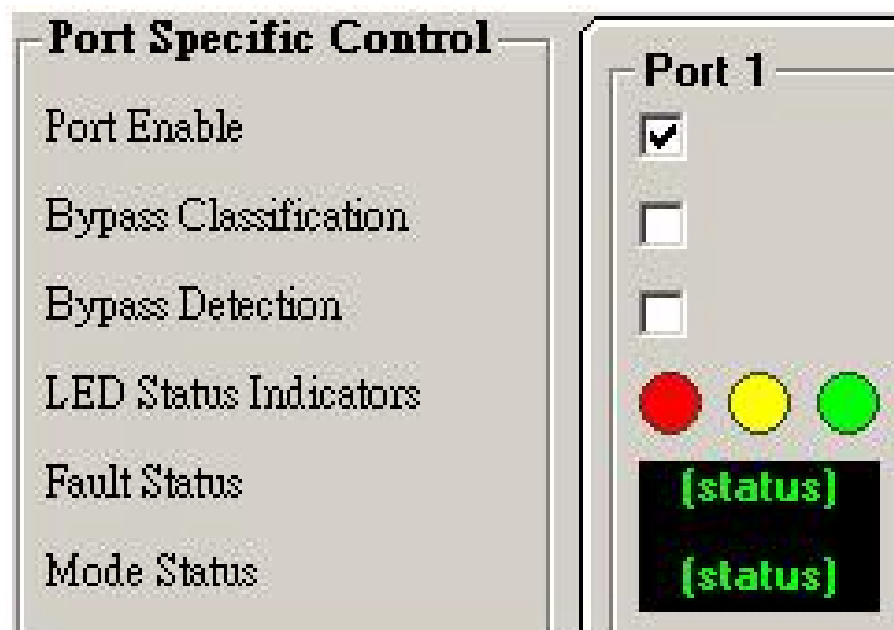 Port Specific Control
Port Enable
Bypass Classification
Bypass Detection
LED Status Indicators
Fault Status
Mode Status
Port 1
(status)
(status)